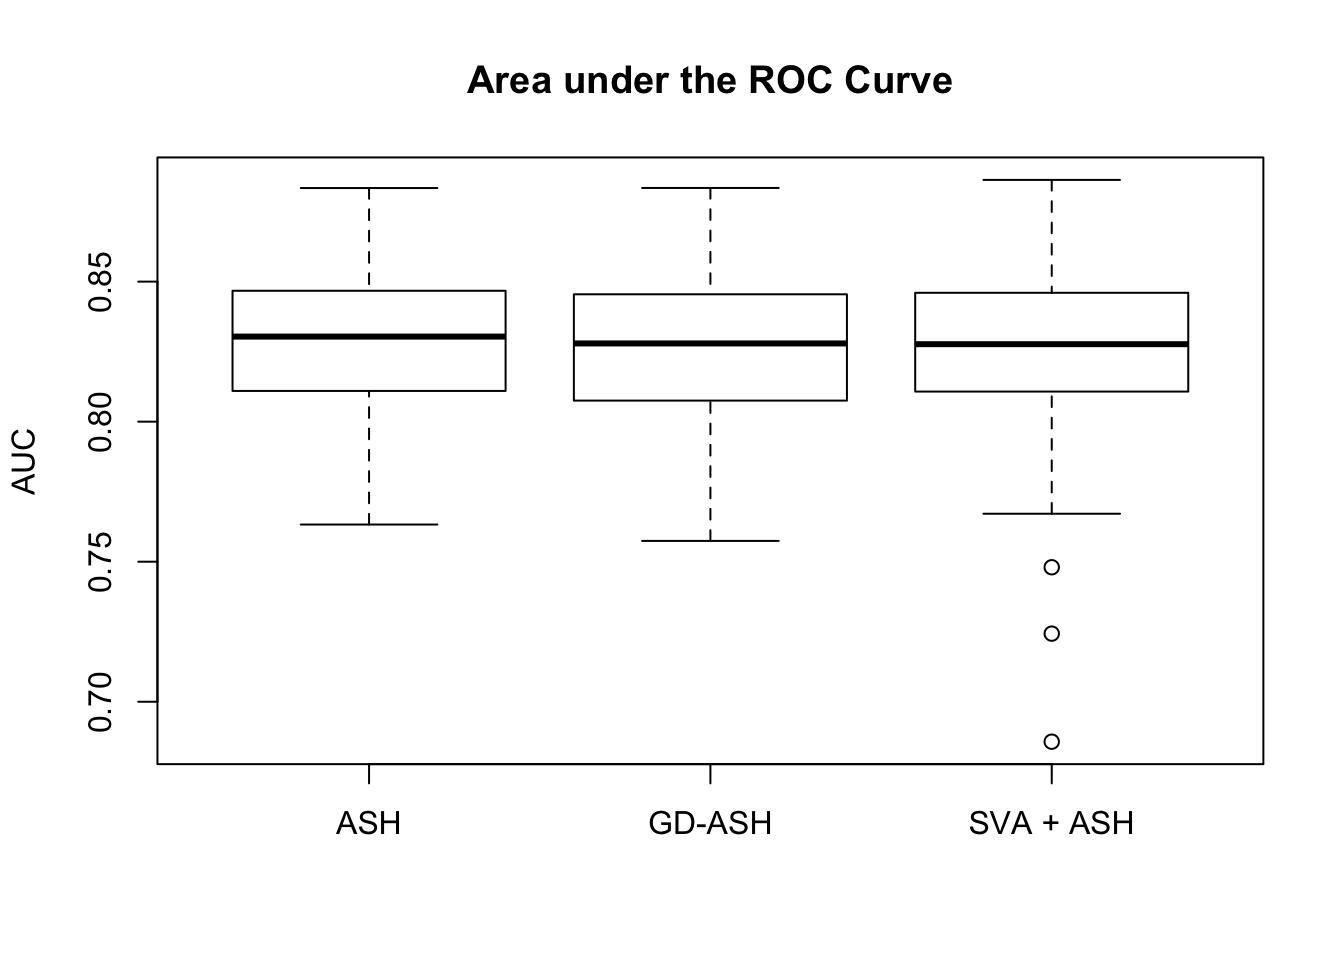 Area under the ROC Curve
AUC
0.85
0.80
0.75
0.70
ASH
GD-ASH
SVA + ASH